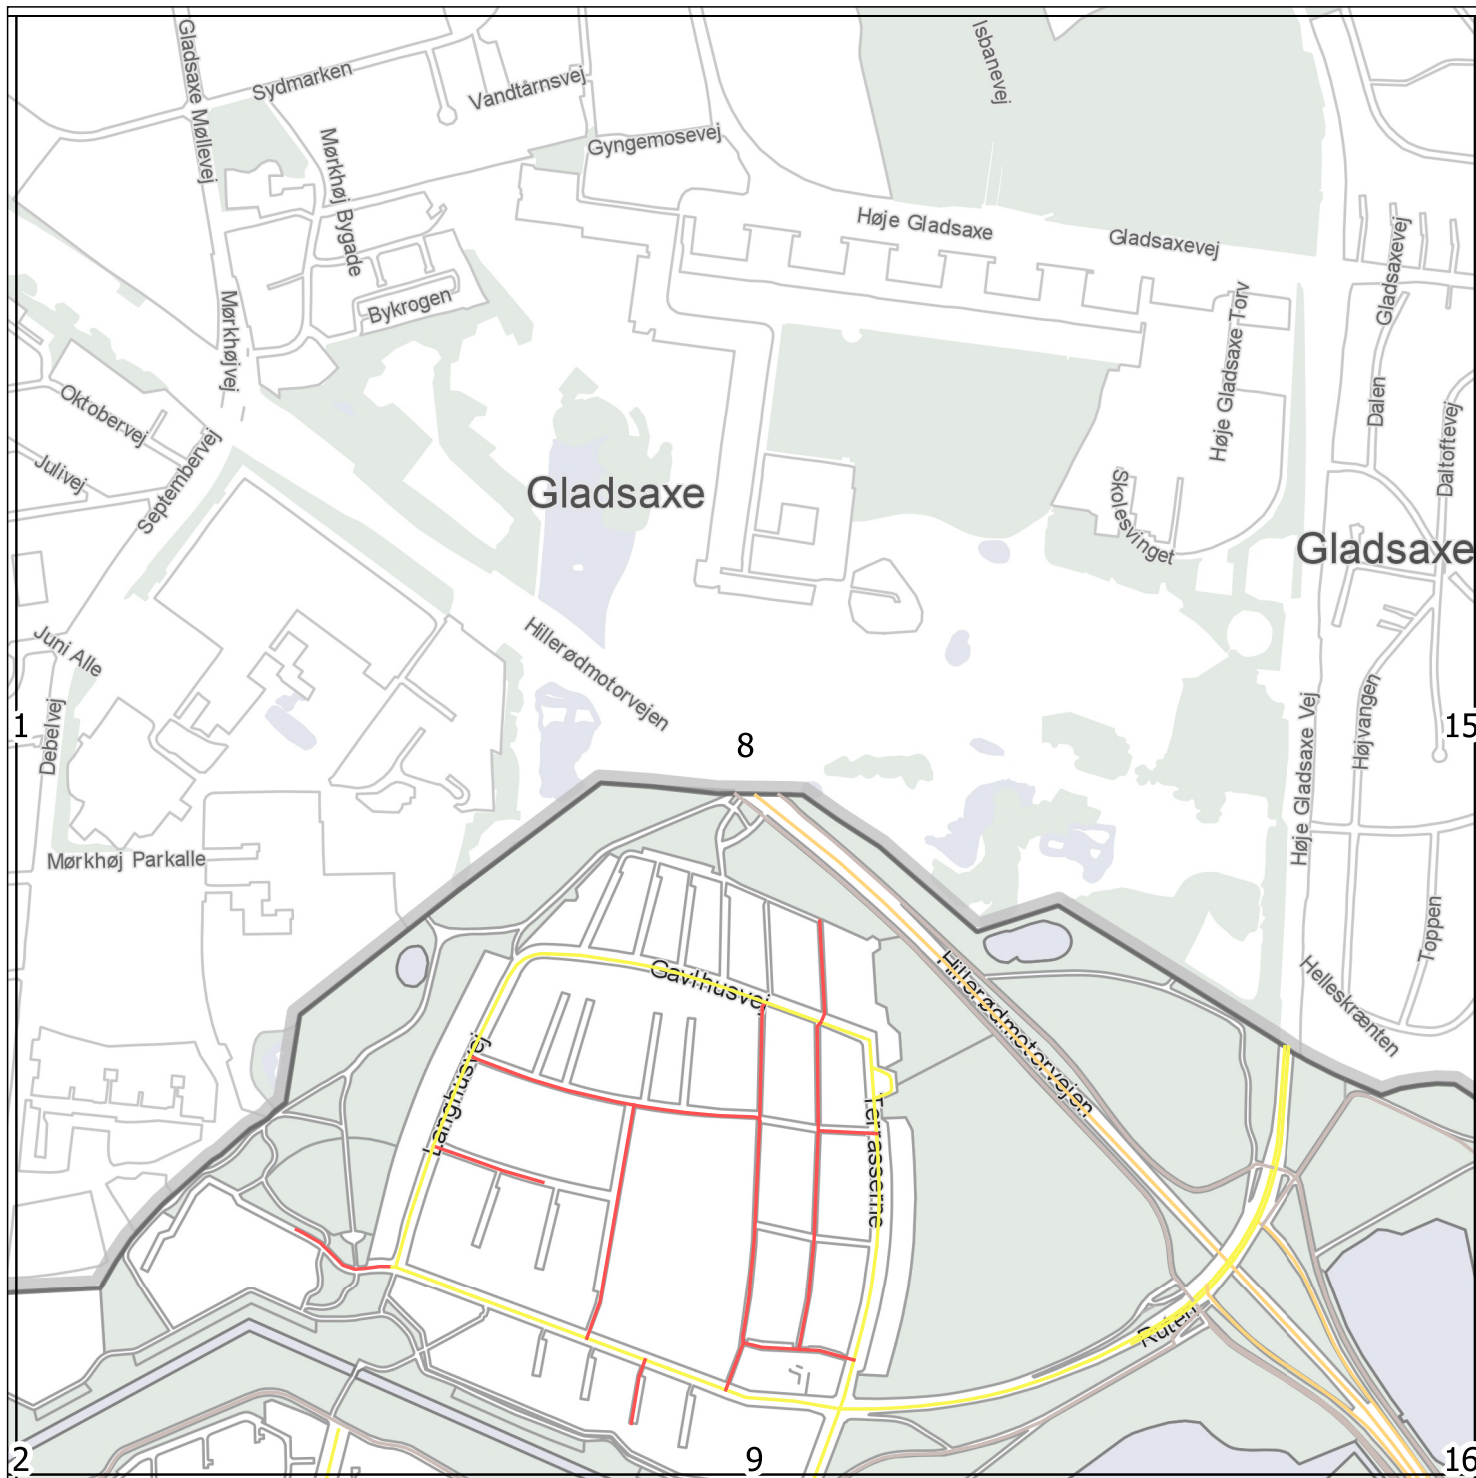 Gladsaxe Møllevej
Isbanevej
Sydmarken
Vandtårnsvej
Gyngemosevej
Mørkhøj Bygade
Høje Gladsaxe
Gladsaxevej
Gladsaxevej
Bykrogen
Mørkhøjvej
Høje Gladsaxe Torv
Dalen
Oktobervej
Daltoftevej
Julivej
Septembervej
Gladsaxe
Skolesvinget
Gladsaxe
Juni Alle
Hillerødmotorvejen
Debelvej
1
8
15
Høje Gladsaxe Vej
Højvangen
Mørkhøj Parkalle
Toppen
Gavlhusvej
Hillerødmotorvejen
Helleskrænten
Langhusvej
Terrasserne
Ruten
2
9
16